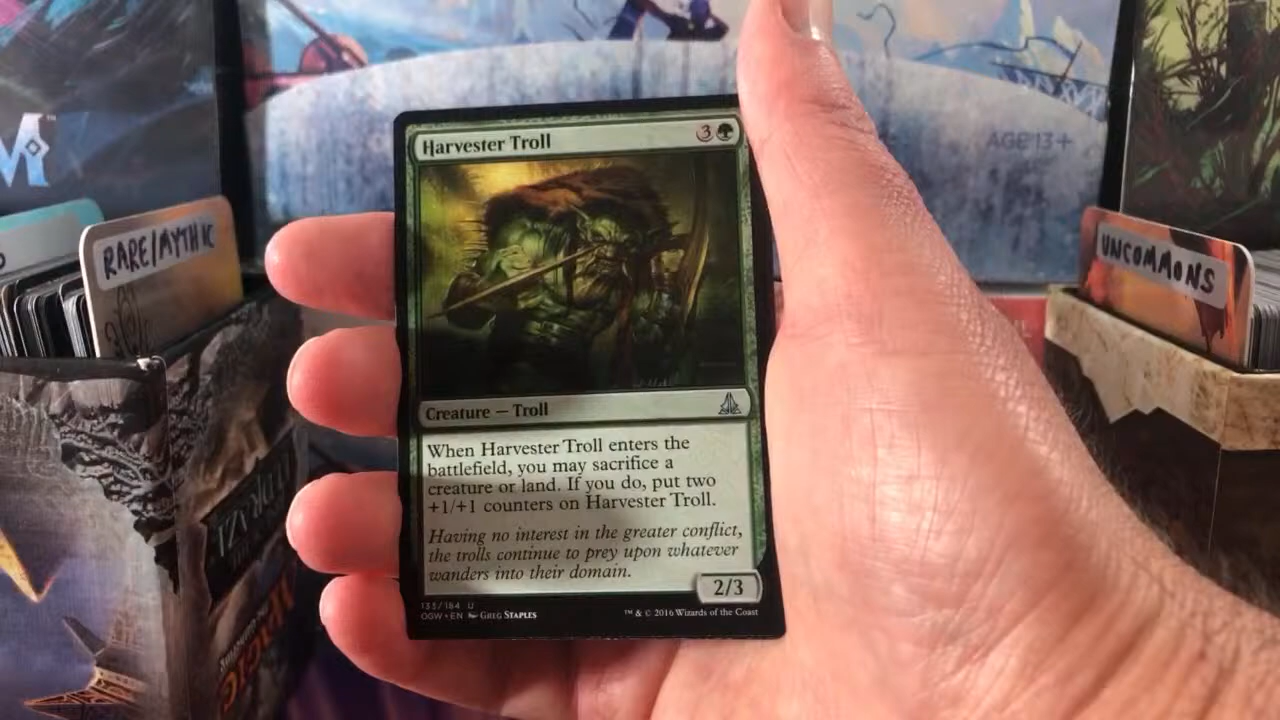 AGE 13+
RARE/MYTHIC
UNCOMMONS
Harvester Troll
3
Creature — Troll
When Harvester Troll enters the
battlefield, you may sacrifice a
creature or land. If you do, put two
+1/+1 counters on Harvester Troll.
Having no interest in the greater conflict,
the trolls continue to prey upon whatever
wanders into their domain.
2/3
133/184 U
OGW • EN Greg Staples
™ & © 2016 Wizards of the Coast